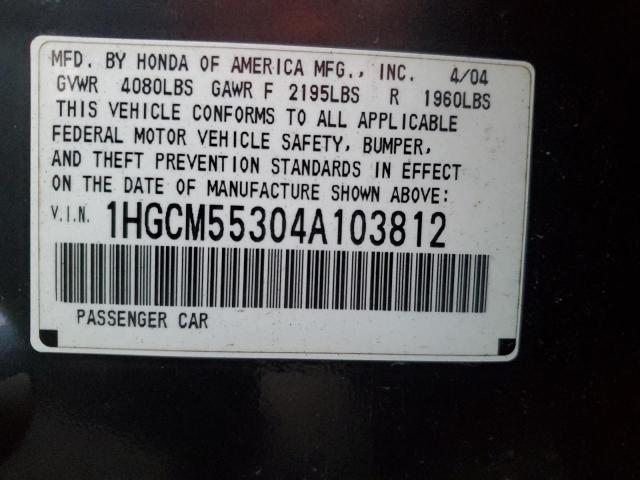 MFD. BY HONDA OF AMERICA MFG., INC. 4/04
GVWR 4080LBS GAWR F 2195LBS R 1960LBS
THIS VEHICLE CONFORMS TO ALL APPLICABLE
FEDERAL MOTOR VEHICLE SAFETY, BUMPER,
AND THEFT PREVENTION STANDARDS IN EFFECT
ON THE DATE OF MANUFACTURE SHOWN ABOVE:
V.I.N. 1HGCM55304A103812
PASSENGER CAR